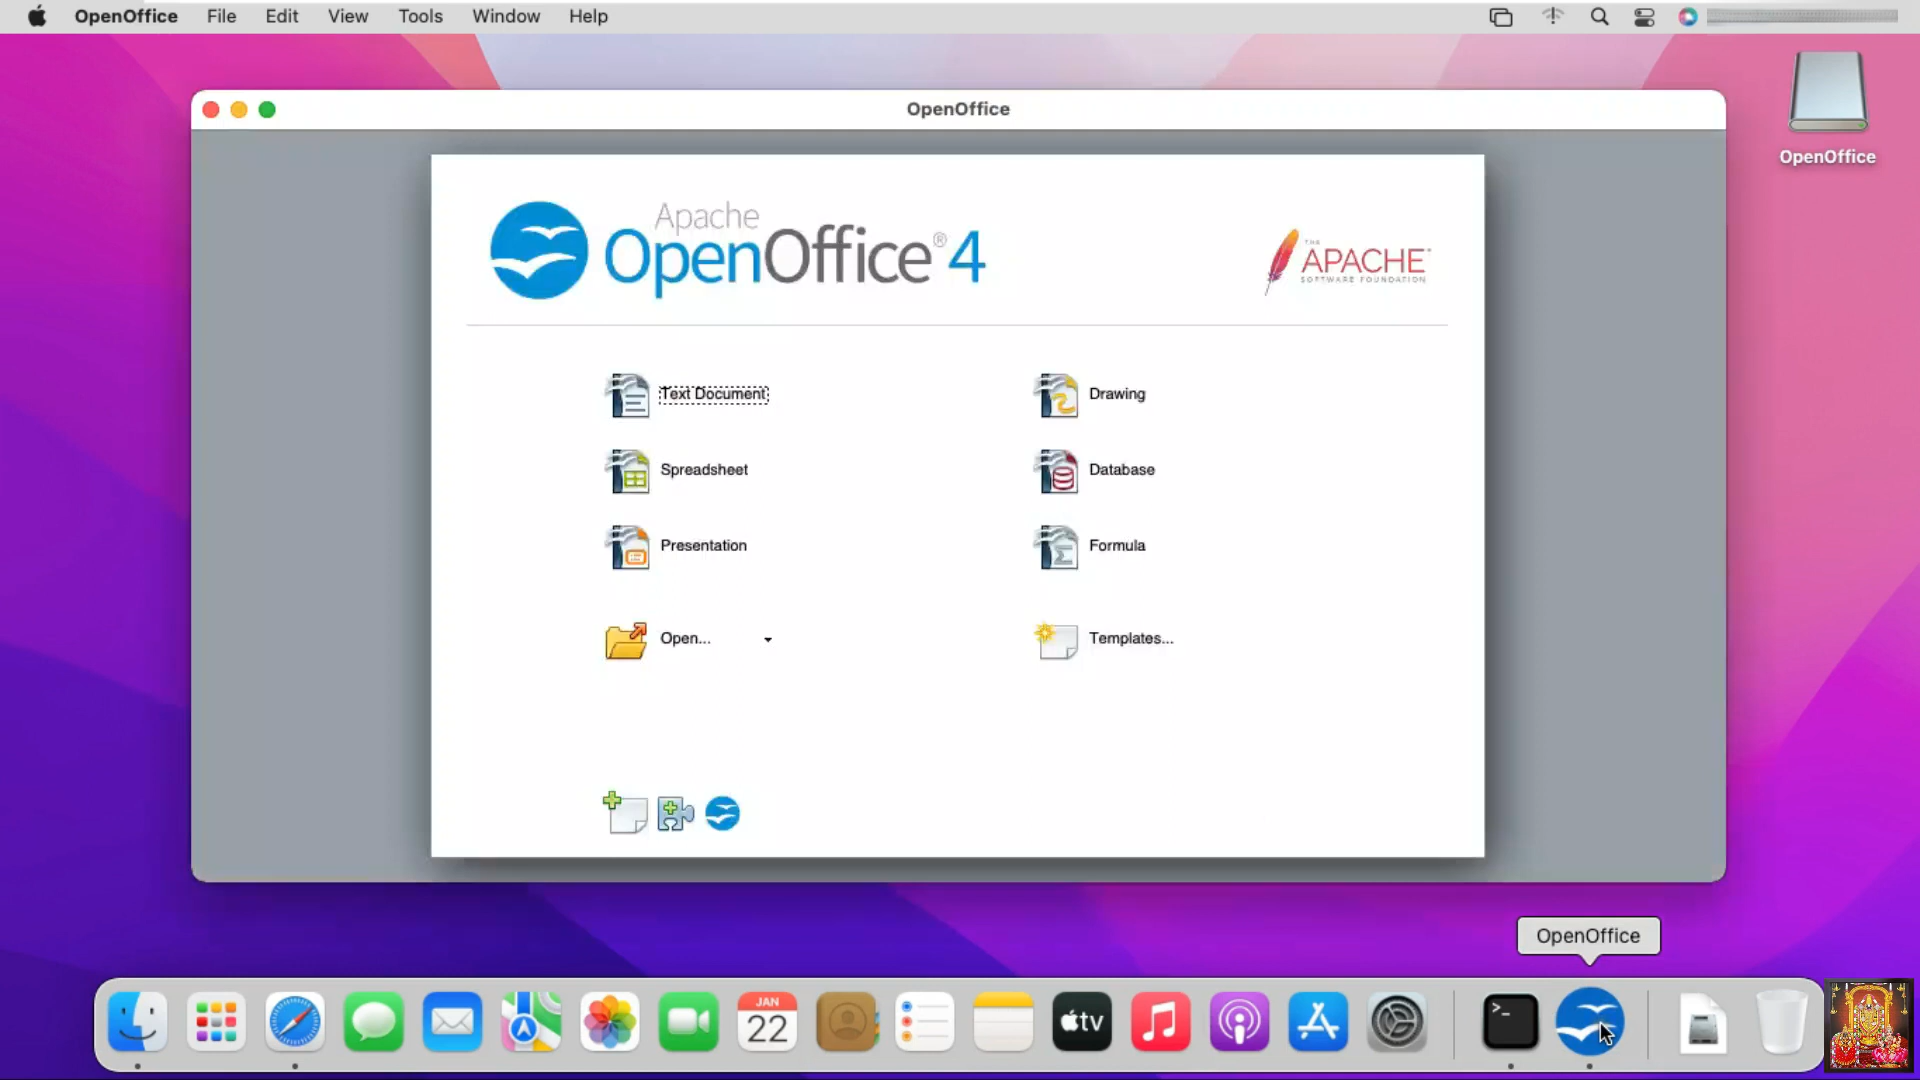 OpenOffice File Edit View Tools Window Help
OpenOffice
OpenOffice
Apache
OpenOffice® 4
THE
APACHE™
SOFTWARE FOUNDATION
Text Document
Drawing
Spreadsheet
Database
Presentation
Formula
Open...
Templates...
OpenOffice
JAN
22
tv
>_